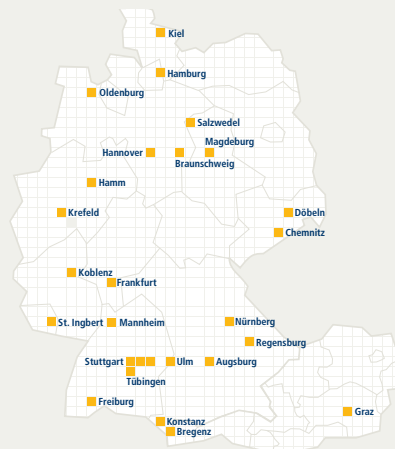 Kiel
Hamburg
Oldenburg
Salzwedel
Magdeburg
Hannover
Braunschweig
Hamm
Krefeld
Döbeln
Chemnitz
Koblenz
Frankfurt
St. Ingbert
Mannheim
Nürnberg
Regensburg
Stuttgart
Ulm
Augsburg
Tübingen
Freiburg
Graz
Konstanz
Bregenz